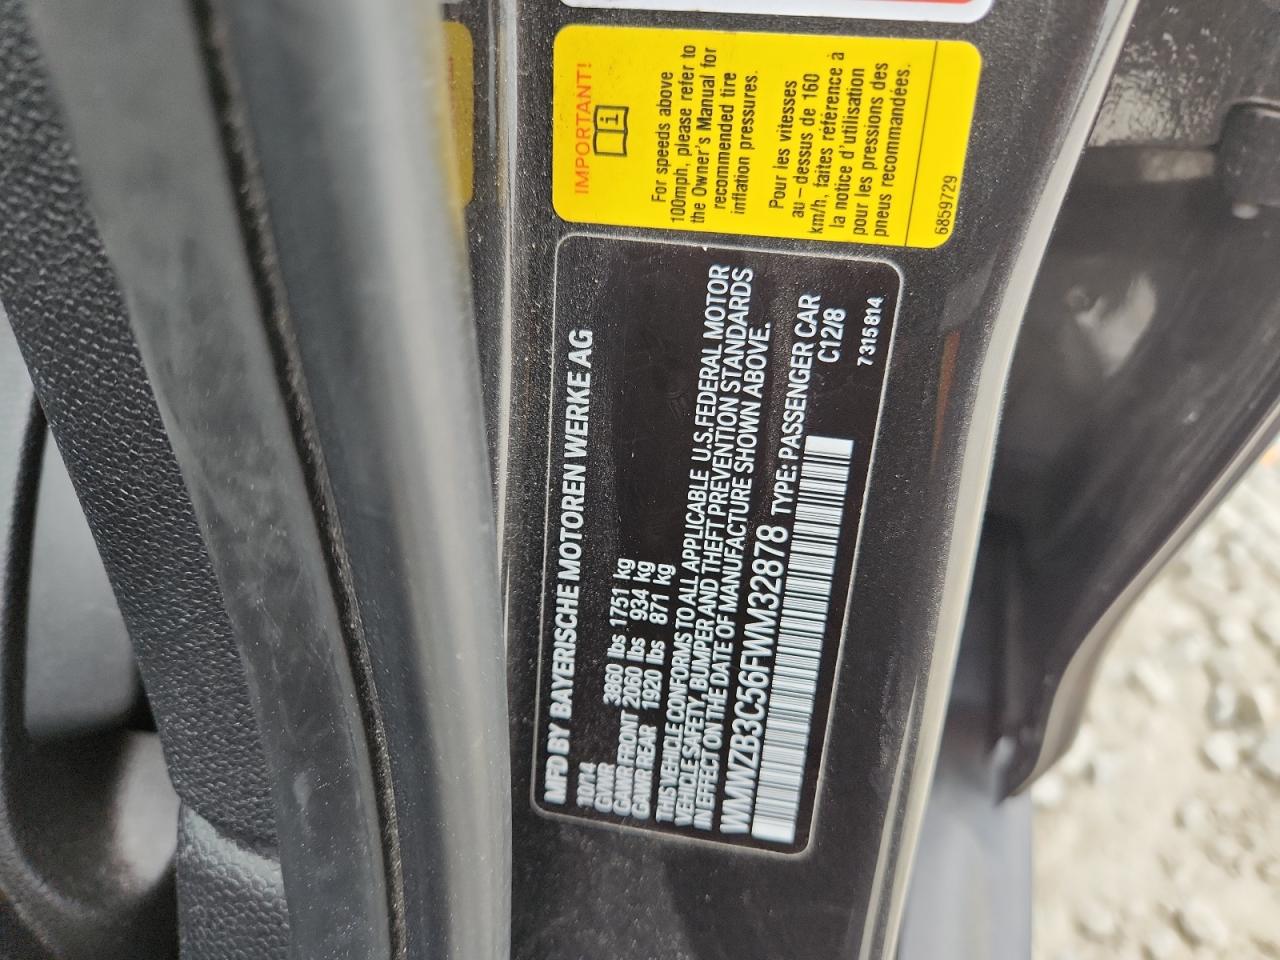 IMPORTANT!
i
For speeds above
100mph, please refer to
the Owner's Manual for
recommended tire
inflation pressures.
Pour les vitesses
au-dessus de 160
km/h, faites référence à
la notice d'utilisation
pour les pressions des
pneus recommandées.
6859729
MFD BY BAYERISCHE MOTOREN WERKE AG
10/14
GVWR 3860 lbs 1751 kg
GAWR FRONT 2060 lbs 934 kg
GAWR REAR 1920 lbs 871 kg
THIS VEHICLE CONFORMS TO ALL APPLICABLE U.S.FEDERAL MOTOR
VEHICLE SAFETY, BUMPER AND THEFT PREVENTION STANDARDS
IN EFFECT ON THE DATE OF MANUFACTURE SHOWN ABOVE.
WMWZB3C56FWM32878 TYPE: PASSENGER CAR
C12/8
7315814